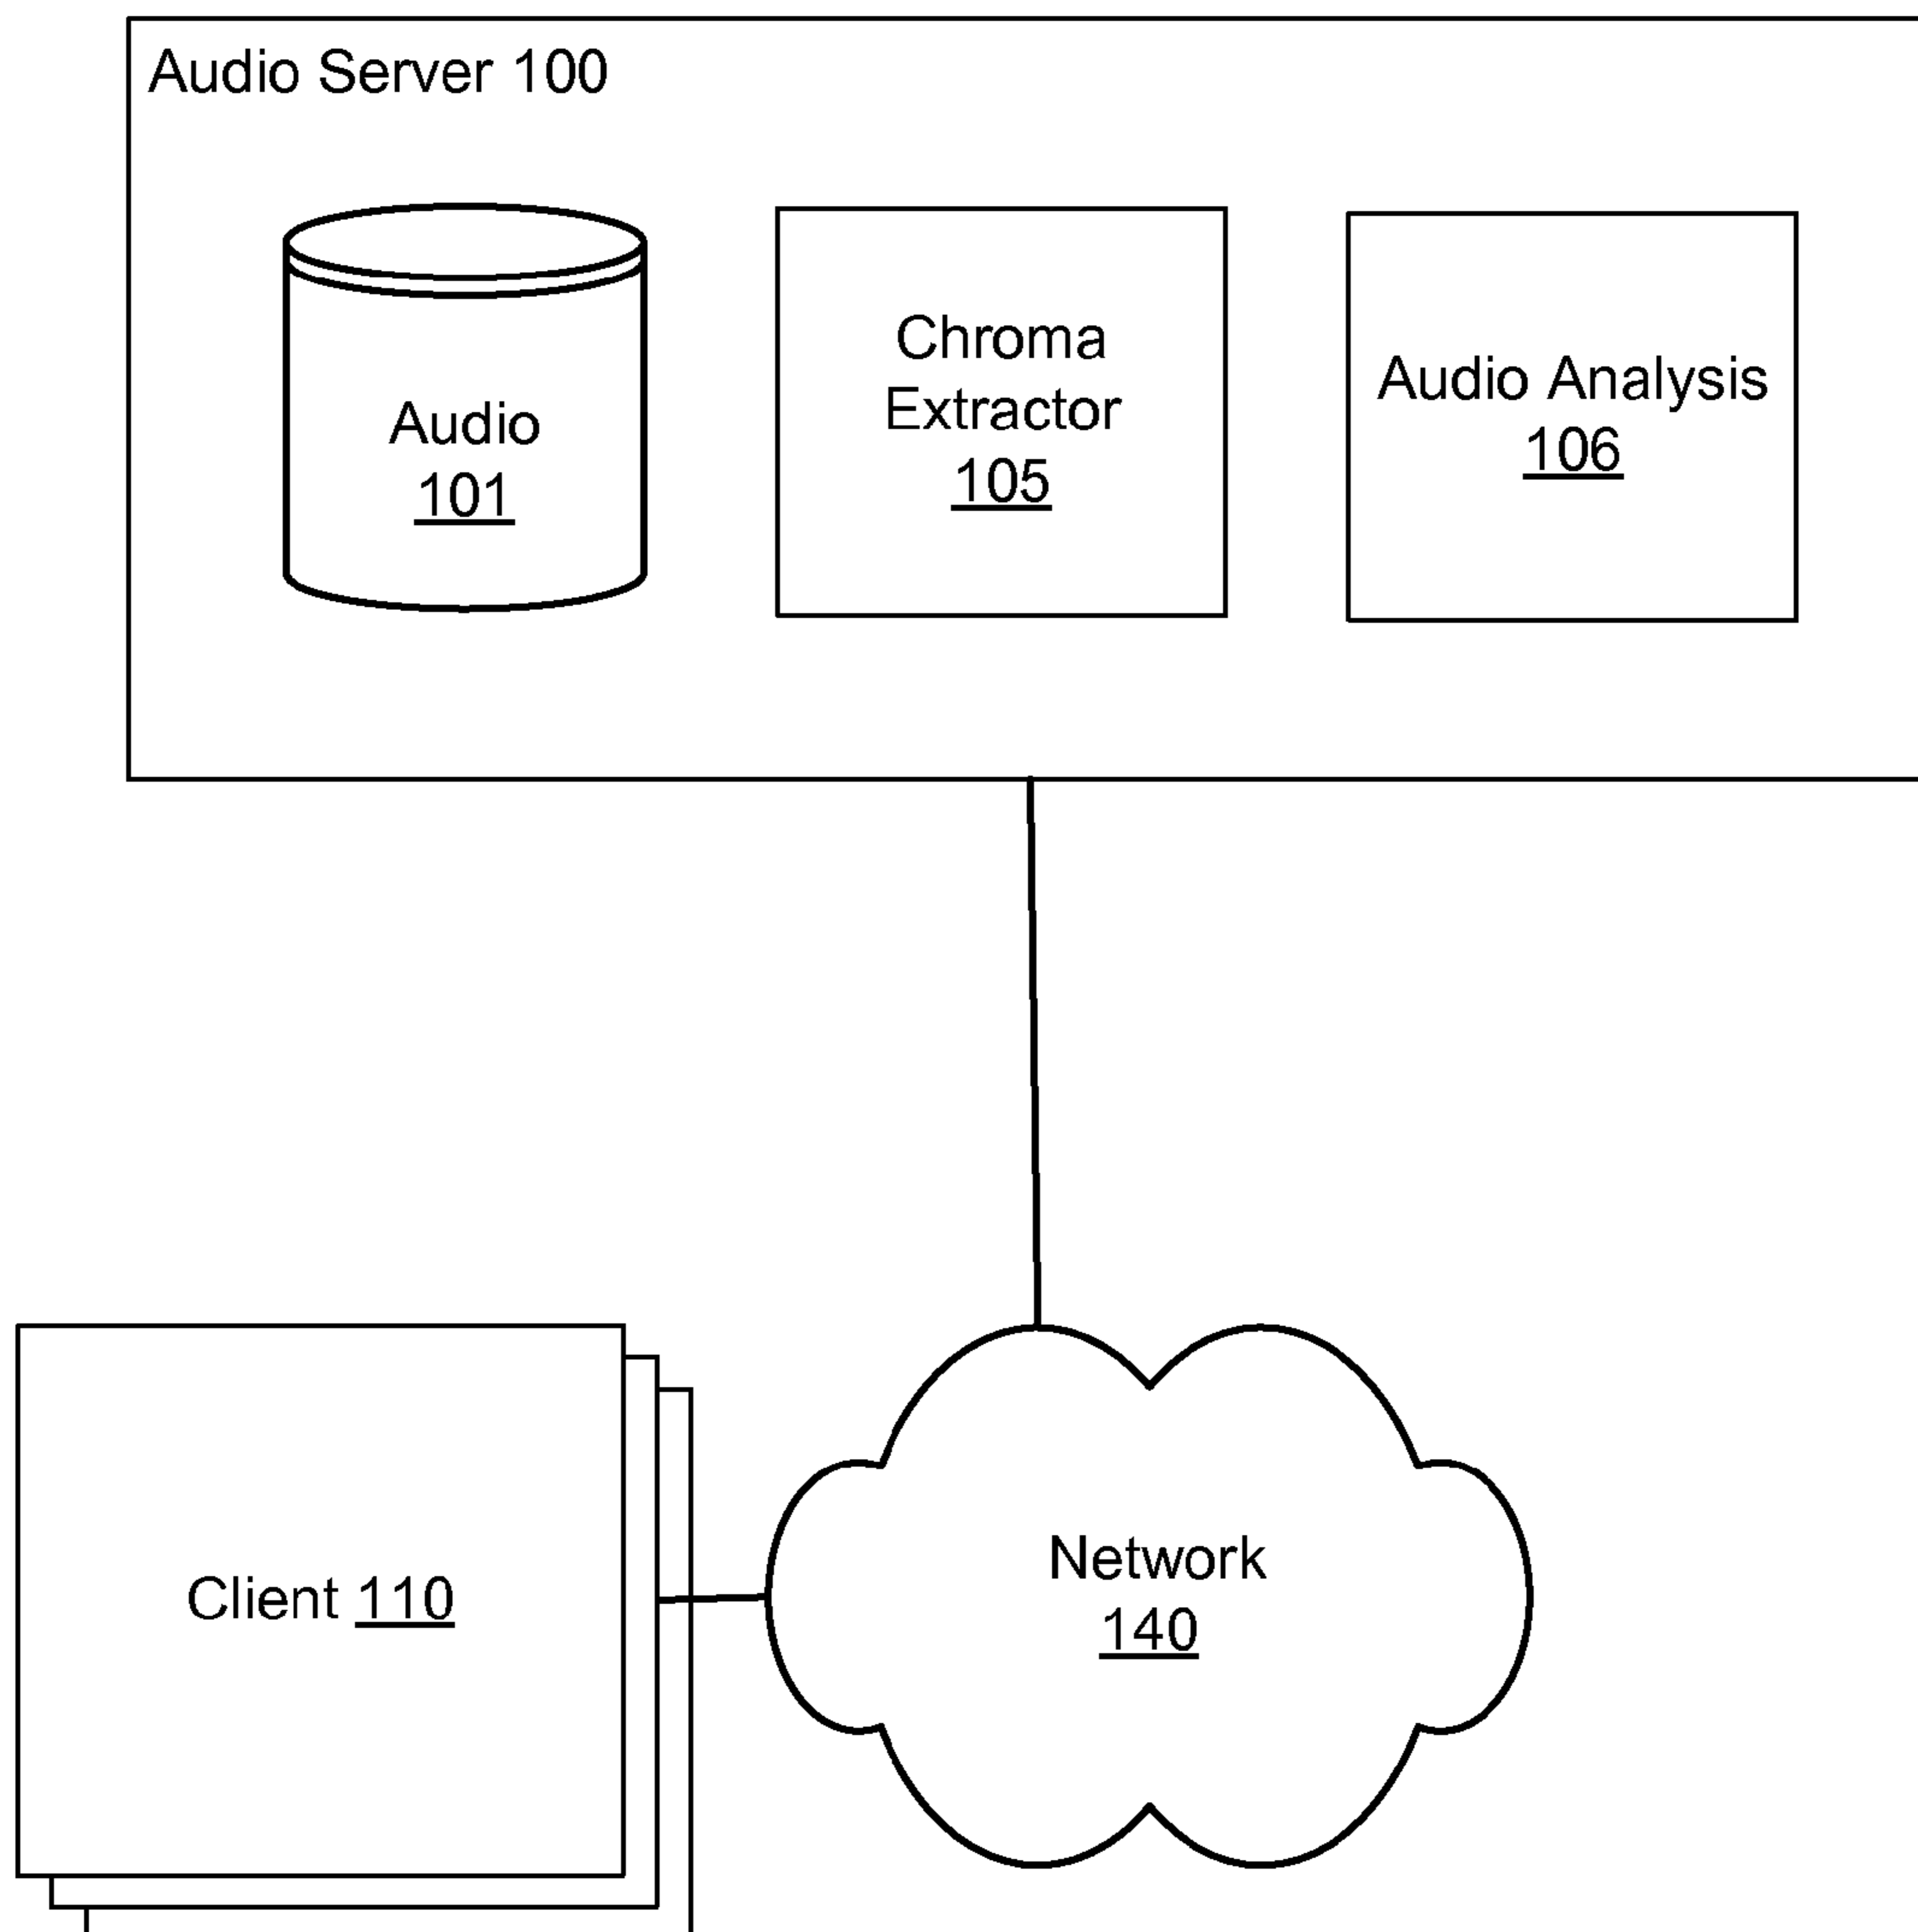 Audio Server 100
Audio
101
Chroma
Extractor
105
Audio Analysis
106
Client 110
Network
140